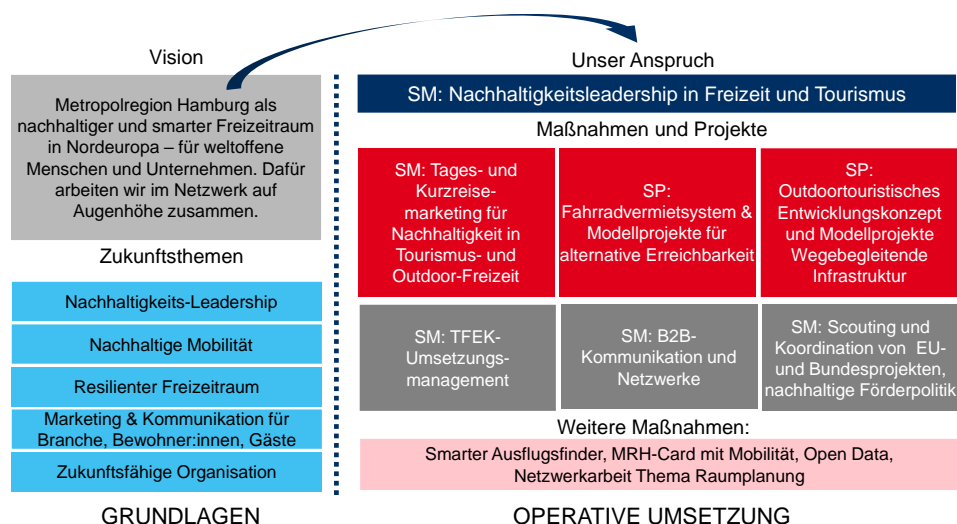 Vision
Metropolregion Hamburg als
nachhaltiger und smarter Freizeitraum
in Nordeuropa – für weltoffene
Menschen und Unternehmen. Dafür
arbeiten wir im Netzwerk auf
Augenhöhe zusammen.
Zukunftsthemen
Nachhaltigkeits-Leadership
Nachhaltige Mobilität
Resilienter Freizeitraum
Marketing & Kommunikation für
Branche, Bewohner:innen, Gäste
Zukunftsfähige Organisation
GRUNDLAGEN
Unser Anspruch
SM: Nachhaltigkeitsleadership in Freizeit und Tourismus
Maßnahmen und Projekte
SM: Tages- und
Kurzreise-
marketing für
Nachhaltigkeit in
Tourismus- und
Outdoor-Freizeit
SP:
Fahrradvermietsystem &
Modellprojekte für
alternative Erreichbarkeit
SP:
Outdoortouristisches
Entwicklungskonzept
und Modellprojekte
Wegebegleitende
Infrastruktur
SM: TFEK-
Umsetzungs-
management
SM: B2B-
Kommunikation und
Netzwerke
SM: Scouting und
Koordination von EU-
und Bundesprojekten,
nachhaltige Förderpolitik
Weitere Maßnahmen:
Smarter Ausflugsfinder, MRH-Card mit Mobilität, Open Data,
Netzwerkarbeit Thema Raumplanung
OPERATIVE UMSETZUNG